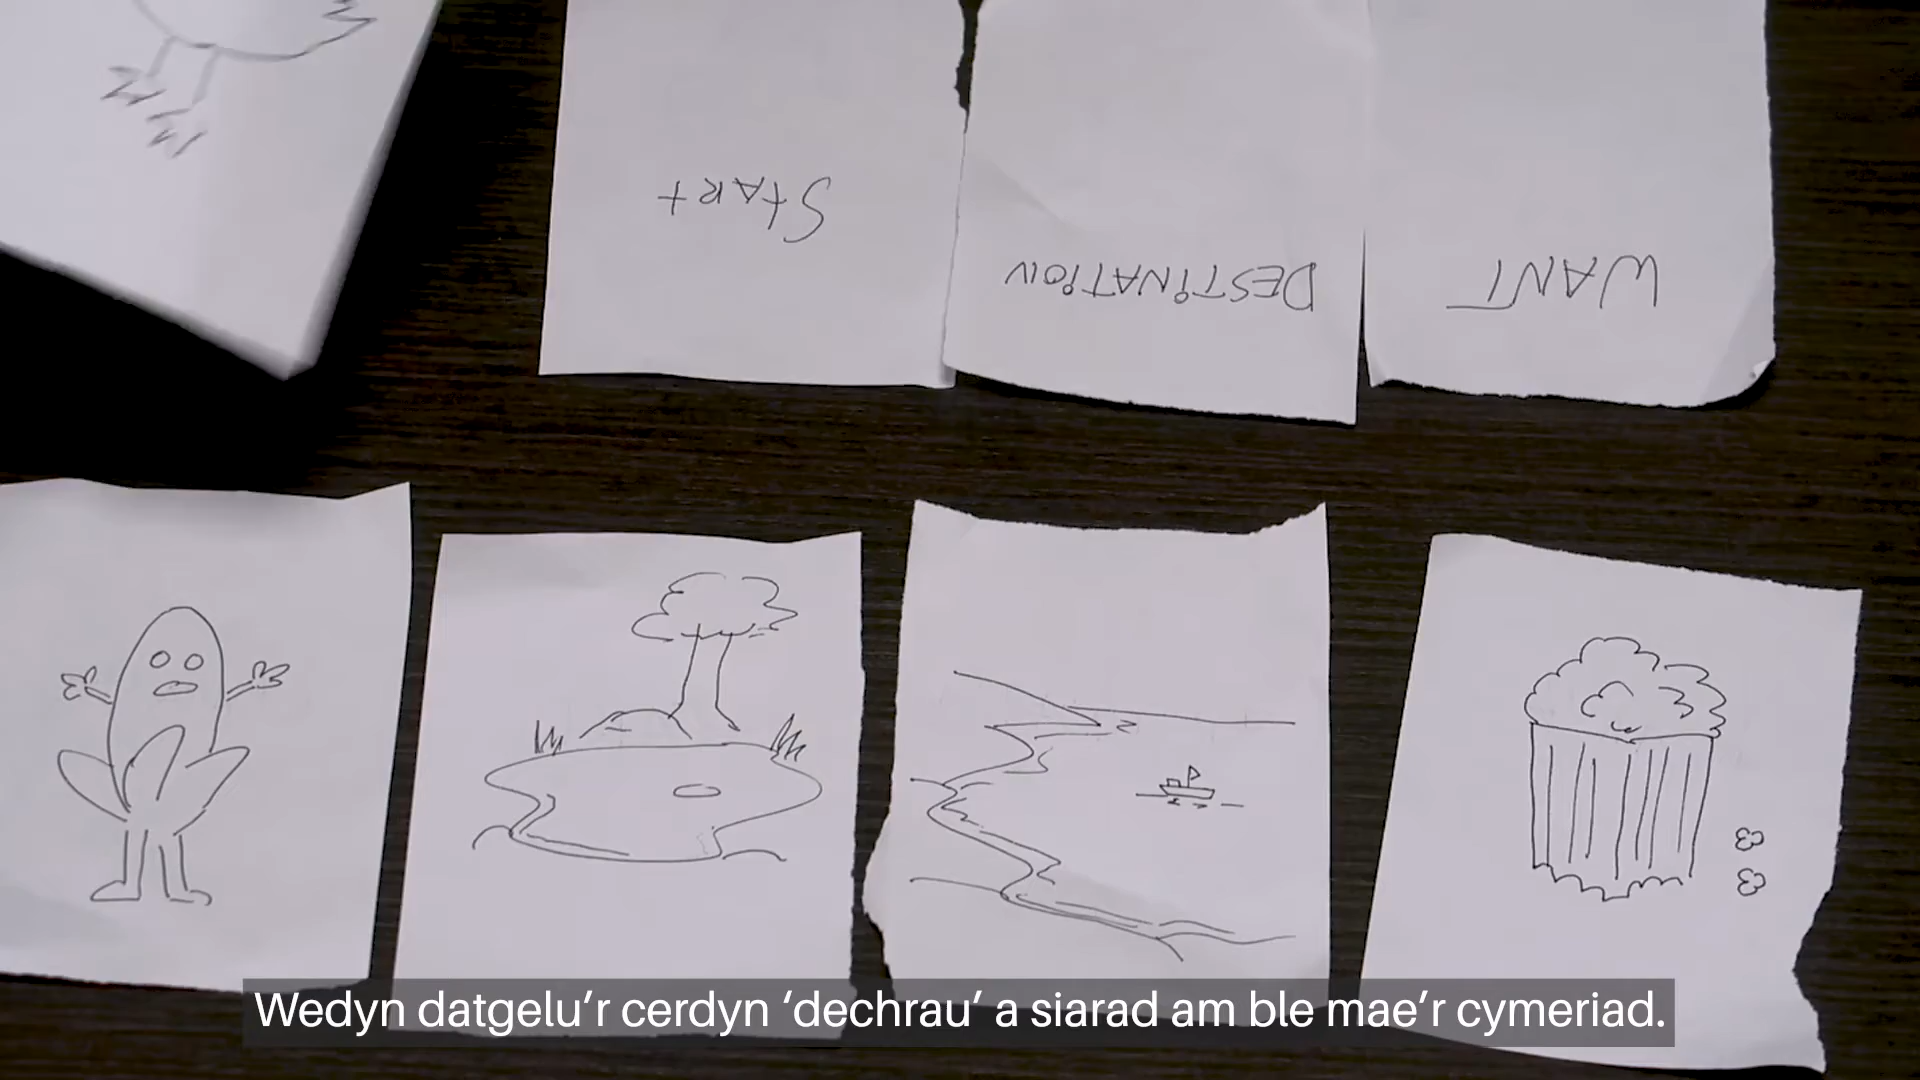 START
DESTINATION
WANT
Wedyn datgelu’r cerdyn ‘dechrau’ a siarad am ble mae’r cymeriad.